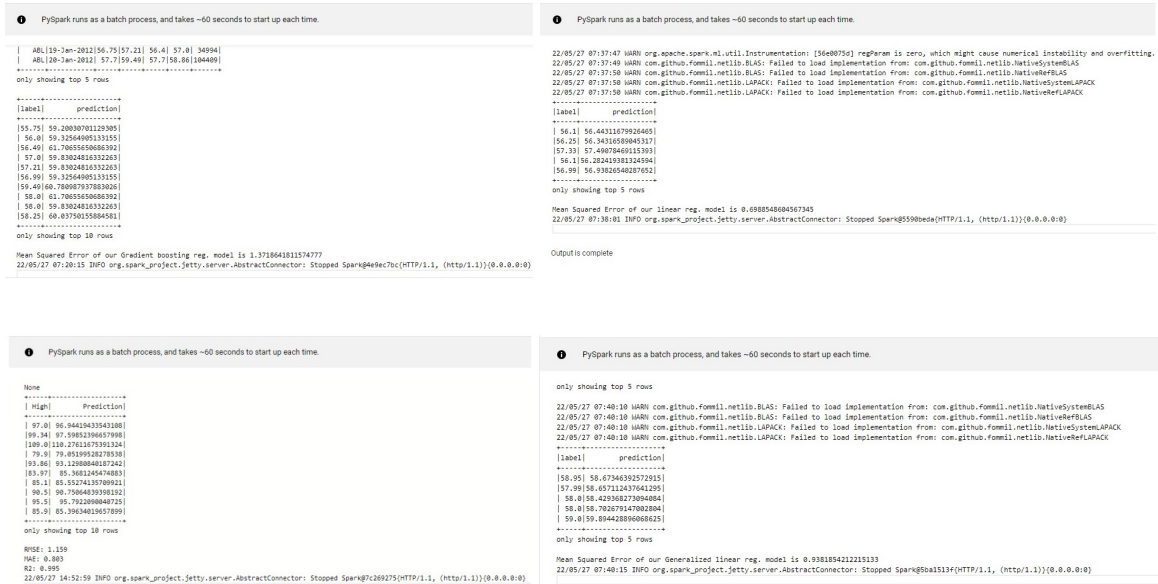 PySpark runs as a batch process, and takes ~60 seconds to start up each time.
| ABL|19-Jan-2012|56.75|57.21| 56.4| 57.0| 34994|
| ABL|20-Jan-2012| 57.7|59.49| 57.7|58.86|104409|
+------+-----------+-----+-----+-----+-----+------+
only showing top 5 rows
+-----+------------------+
|label| prediction|
+-----+------------------+
|55.75| 59.20030701129305|
| 56.0| 59.32564905133155|
|56.49| 61.70655650686392|
| 57.0| 59.83024816332263|
|57.21| 59.83024816332263|
|56.99| 59.32564905133155|
|59.49|60.780987937883026|
| 58.0| 61.70655650686392|
| 58.0| 59.83024816332263|
|58.25| 60.03750155884581|
+-----+------------------+
only showing top 10 rows
Mean Squared Error of our Gradient boosting reg. model is 1.3718641811574777
22/05/27 07:20:15 INFO org.spark_project.jetty.server.AbstractConnector: Stopped Spark@4e9ec7bc{HTTP/1.1, (http/1.1)}{0.0.0.0:0}
PySpark runs as a batch process, and takes ~60 seconds to start up each time.
22/05/27 07:37:47 WARN org.apache.spark.ml.util.Instrumentation: [56e0075d] regParam is zero, which might cause numerical instability and overfitting.
22/05/27 07:37:49 WARN com.github.fommil.netlib.BLAS: Failed to load implementation from: com.github.fommil.netlib.NativeSystemBLAS
22/05/27 07:37:50 WARN com.github.fommil.netlib.BLAS: Failed to load implementation from: com.github.fommil.netlib.NativeRefBLAS
22/05/27 07:37:50 WARN com.github.fommil.netlib.LAPACK: Failed to load implementation from: com.github.fommil.netlib.NativeSystemLAPACK
22/05/27 07:37:50 WARN com.github.fommil.netlib.LAPACK: Failed to load implementation from: com.github.fommil.netlib.NativeRefLAPACK
+-----+------------------+
|label| prediction|
+-----+------------------+
| 56.1| 56.44311679926465|
|56.25| 56.34316589045317|
|57.33| 57.49078469115393|
| 56.1|56.282419381324594|
|56.99| 56.93826540287652|
+-----+------------------+
only showing top 5 rows
Mean Squared Error of our linear reg. model is 0.6988548604567345
22/05/27 07:38:01 INFO org.spark_project.jetty.server.AbstractConnector: Stopped Spark@5590beda{HTTP/1.1, (http/1.1)}{0.0.0.0:0}
Output is complete
PySpark runs as a batch process, and takes ~60 seconds to start up each time.
None
+-----+------------------+
| High| Prediction|
+-----+------------------+
| 97.0| 96.94419433543108|
|99.34| 97.59852396657998|
|109.0|110.27611675391324|
| 79.9| 79.05199528278538|
|93.86| 93.12980840187242|
|83.97| 85.3681245474883|
| 85.1| 85.55274135709921|
| 90.5| 90.75064839398192|
| 95.5| 95.7922090040725|
| 85.9| 85.39634019657899|
+-----+------------------+
only showing top 10 rows
RMSE: 1.159
MAE: 0.803
R2: 0.995
22/05/27 14:52:59 INFO org.spark_project.jetty.server.AbstractConnector: Stopped Spark@7c269275{HTTP/1.1, (http/1.1)}{0.0.0.0:0}
PySpark runs as a batch process, and takes ~60 seconds to start up each time.
only showing top 5 rows
22/05/27 07:40:10 WARN com.github.fommil.netlib.BLAS: Failed to load implementation from: com.github.fommil.netlib.NativeSystemBLAS
22/05/27 07:40:10 WARN com.github.fommil.netlib.BLAS: Failed to load implementation from: com.github.fommil.netlib.NativeRefBLAS
22/05/27 07:40:10 WARN com.github.fommil.netlib.LAPACK: Failed to load implementation from: com.github.fommil.netlib.NativeSystemLAPACK
22/05/27 07:40:10 WARN com.github.fommil.netlib.LAPACK: Failed to load implementation from: com.github.fommil.netlib.NativeRefLAPACK
+-----+------------------+
|label| prediction|
+-----+------------------+
|58.95| 58.67346392572915|
|57.99|58.657112437641295|
| 58.0|58.429368273094084|
| 58.0|58.702679147002804|
| 59.0|59.894428896068625|
+-----+------------------+
only showing top 5 rows
Mean Squared Error of our Generalized linear reg. model is 0.9381854212215133
22/05/27 07:40:15 INFO org.spark_project.jetty.server.AbstractConnector: Stopped Spark@5ba1513f{HTTP/1.1, (http/1.1)}{0.0.0.0:0}